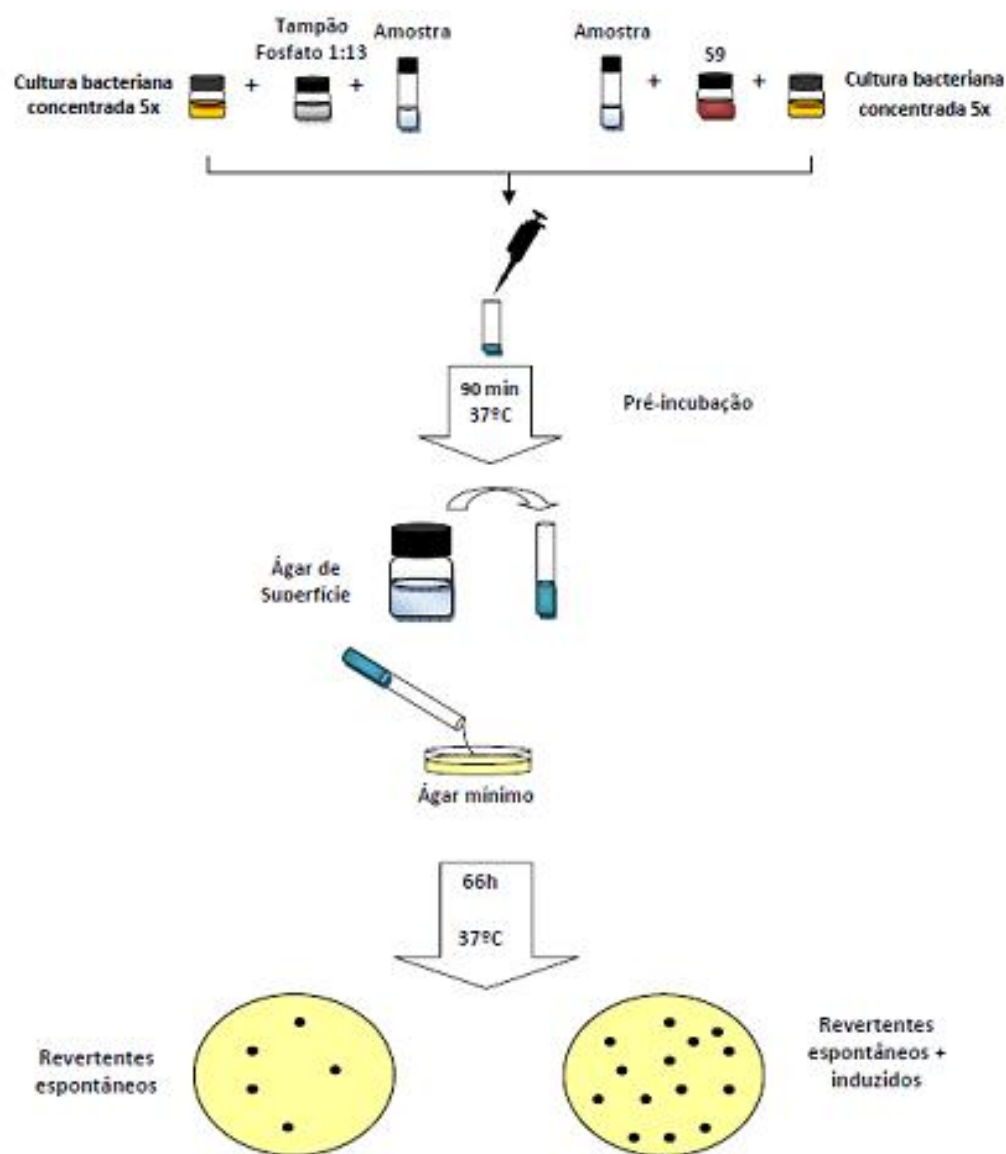 Tampão
Fosfato 1:13
Amostra
Cultura bacteriana
concentrada 5x
+
+
Amostra
+
S9
+
Cultura bacteriana
concentrada 5x
90 min
37ºC
Pré-incubação
Ágar de
Superfície
Ágar mínimo
66h
37ºC
Revertentes
espontâneos
Revertentes
espontâneos +
induzidos